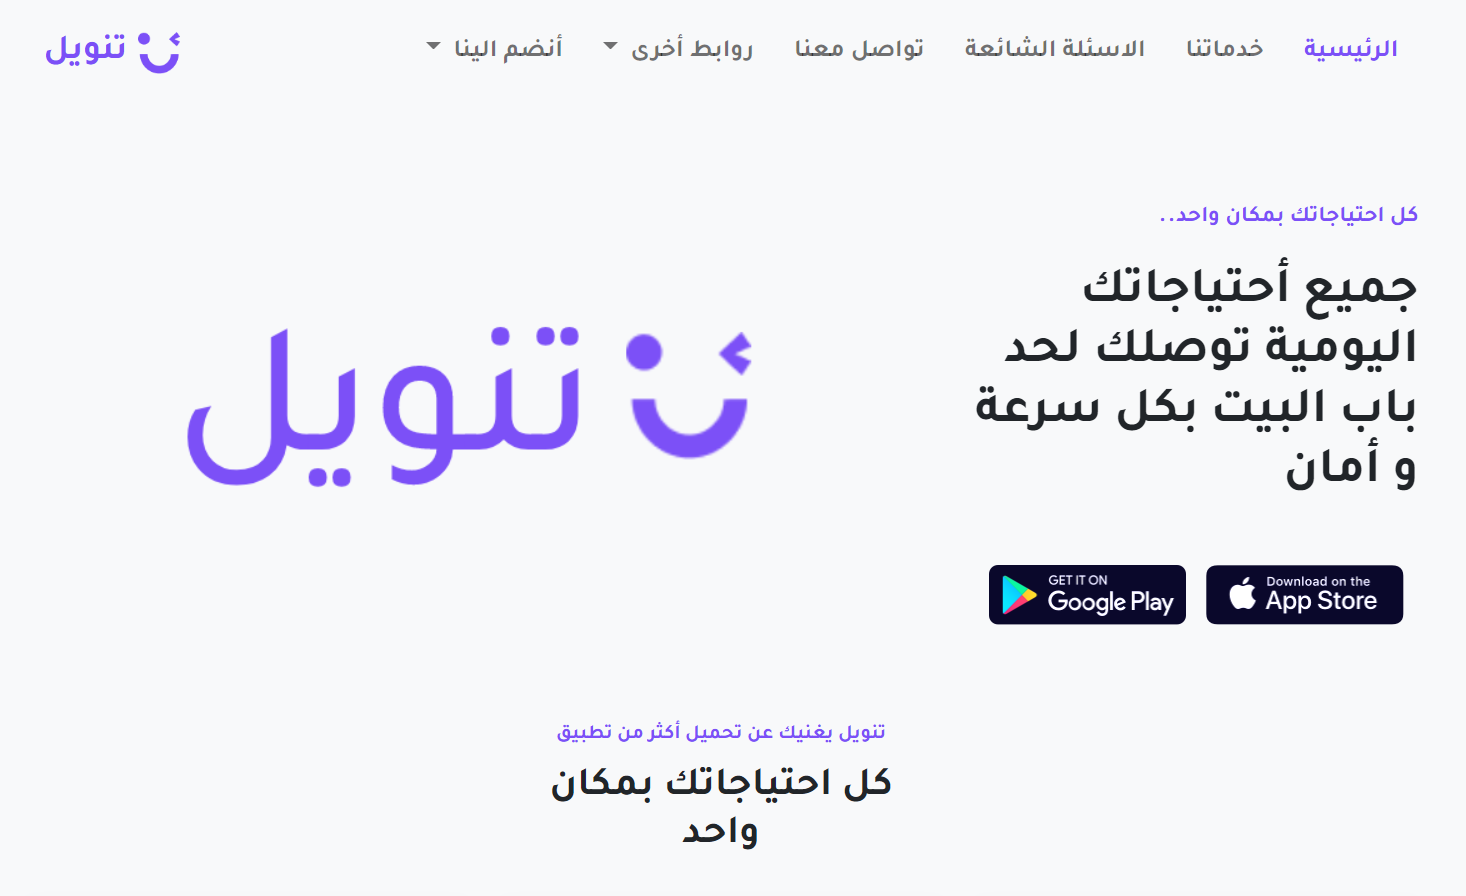 الرئيسية
خدماتنا
الاسئلة الشائعة
تواصل معنا
روابط أخرى
أنضم الينا
تنويل
كل احتياجاتك بمكان واحد..
جميع أحتياجاتك
اليومية توصلك لحد
باب البيت بكل سرعة
و أمان
تنويل
Download on the
App Store
GET IT ON
Google Play
تنويل يغنيك عن تحميل أكثر من تطبيق
كل احتياجاتك بمكان
واحد